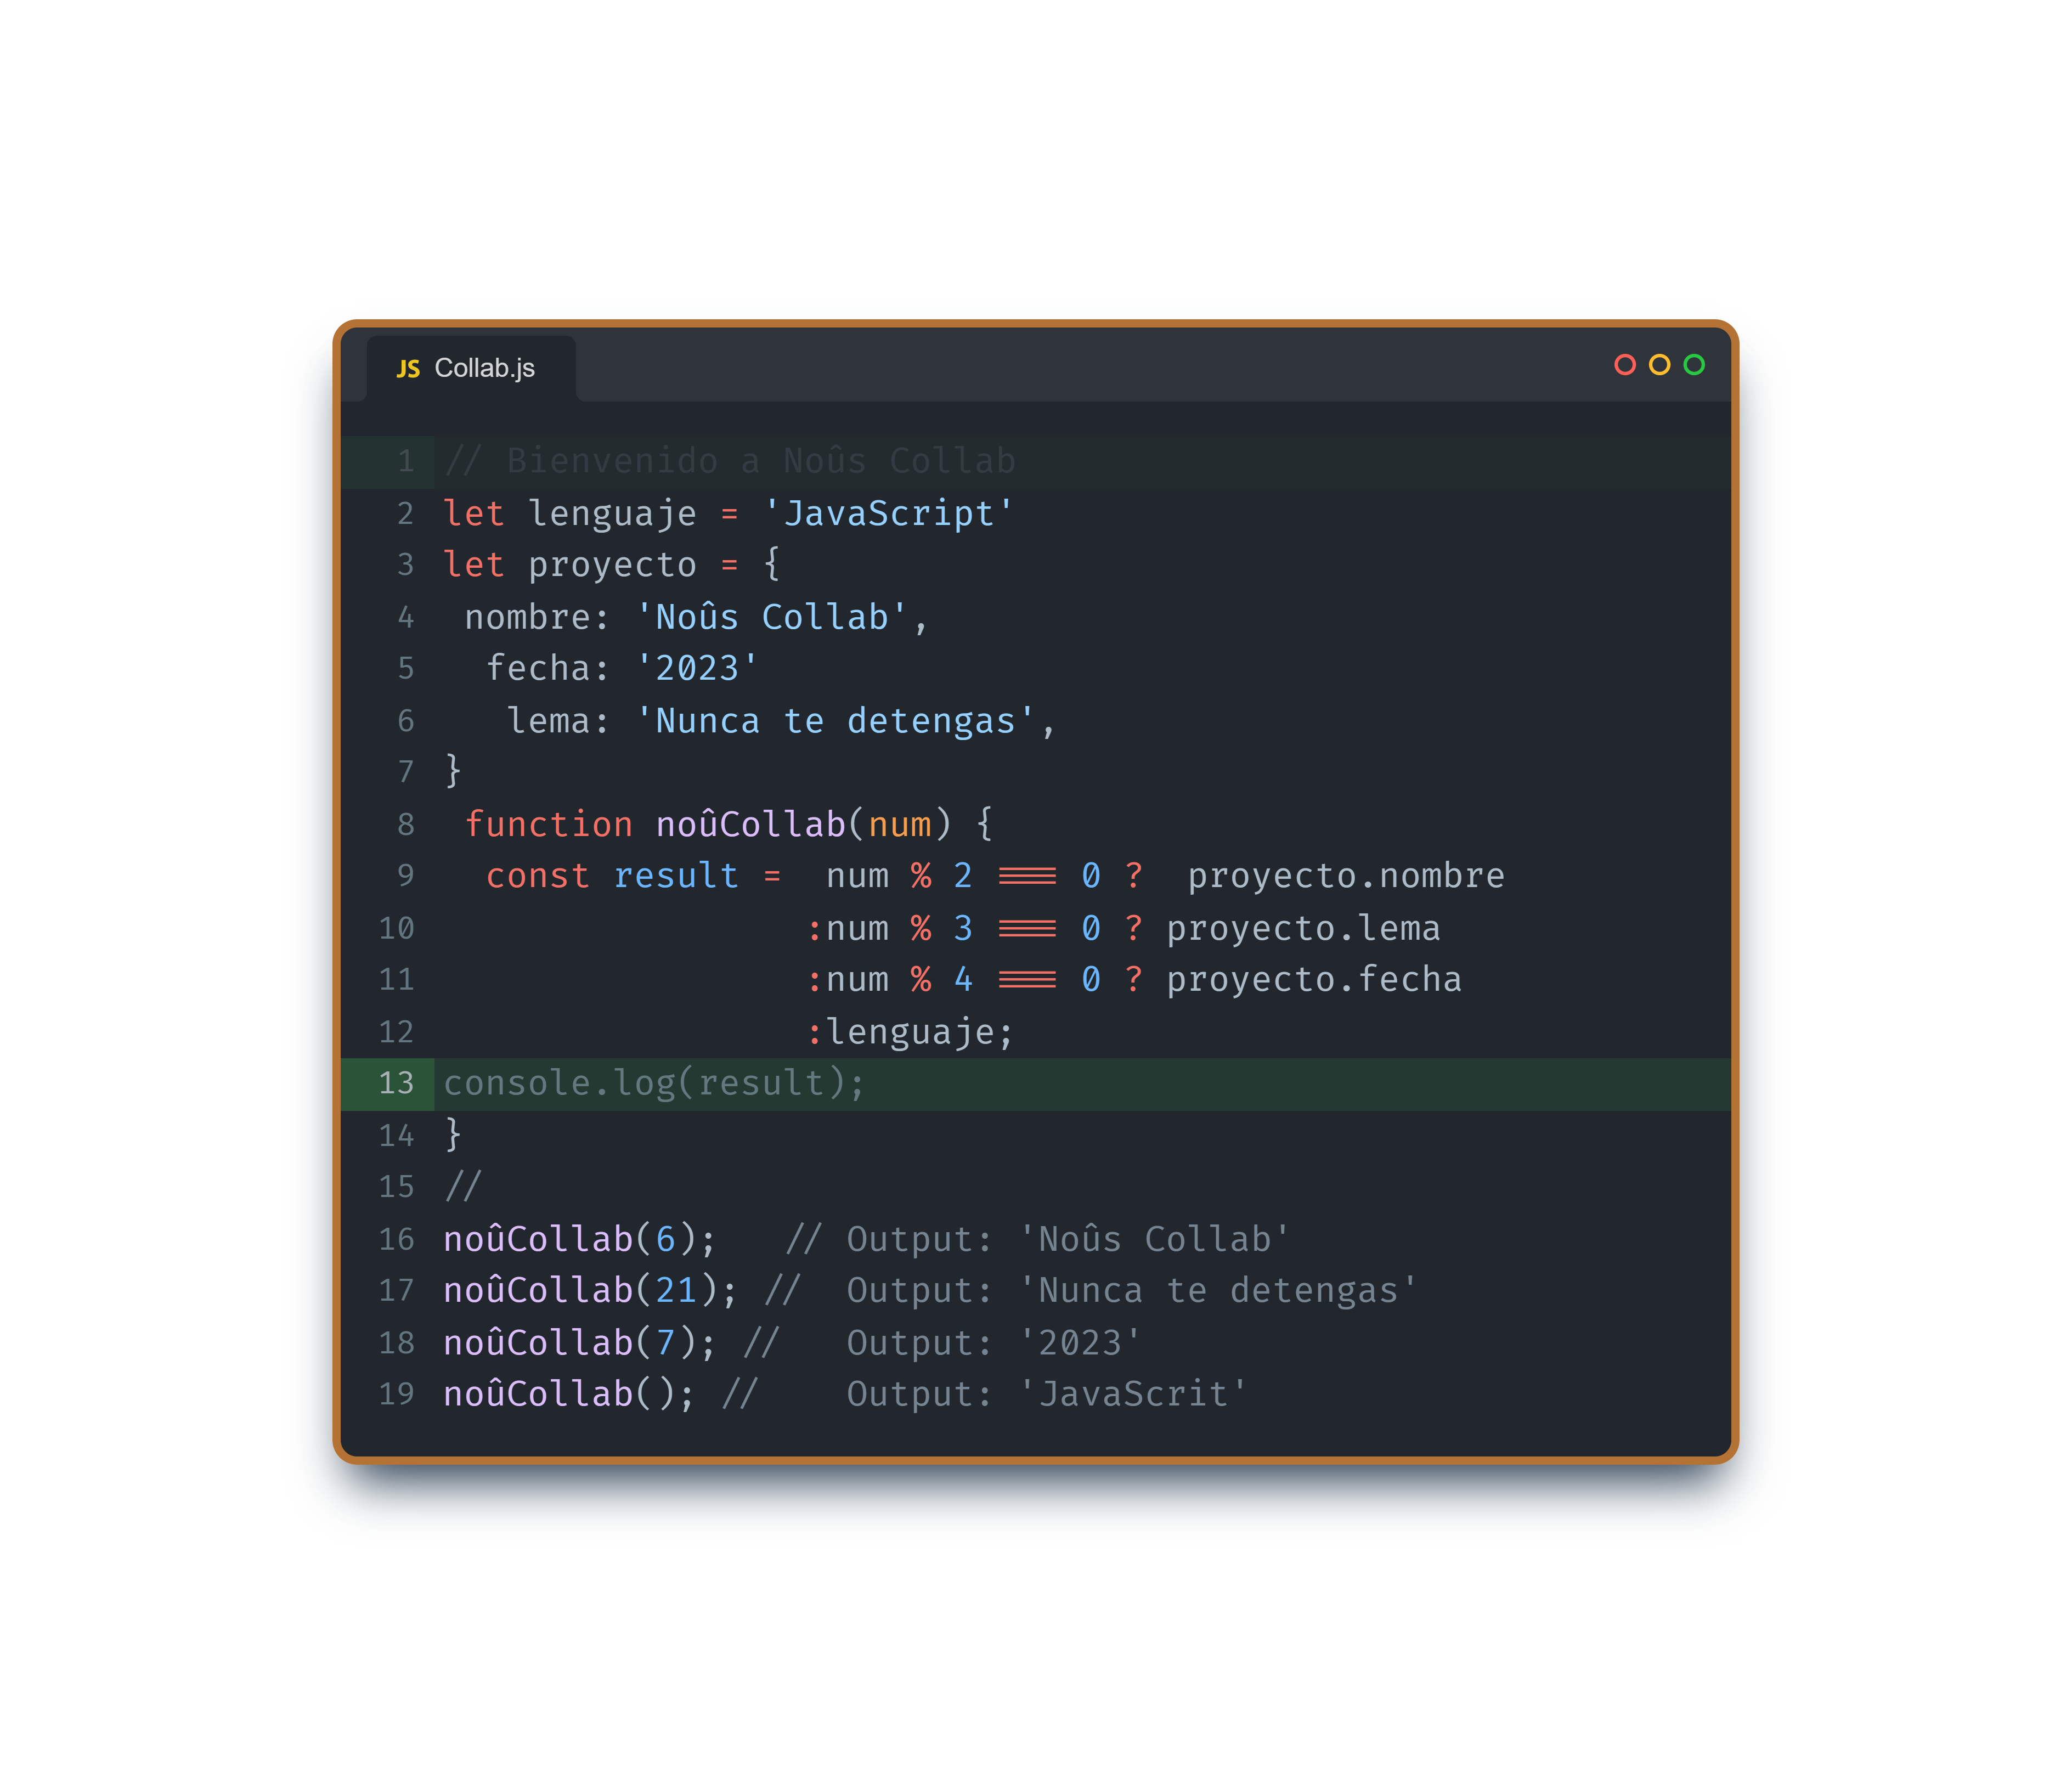 JS Collab.js
1 // Bienvenido a Noûs Collab
2 let lenguaje = 'JavaScript'
3 let proyecto = {
4  nombre: 'Noûs Collab',
5   fecha: '2023'
6    lema: 'Nunca te detengas',
7 }
8  function noûCollab(num) {
9   const result =  num % 2 === 0 ?  proyecto.nombre
10                  :num % 3 === 0 ? proyecto.lema
11                  :num % 4 === 0 ? proyecto.fecha
12                  :lenguaje;
13 console.log(result);
14 }
15 //
16 noûCollab(6);   // Output: 'Noûs Collab'
17 noûCollab(21); //  Output: 'Nunca te detengas'
18 noûCollab(7); //   Output: '2023'
19 noûCollab(); //    Output: 'JavaScrit'